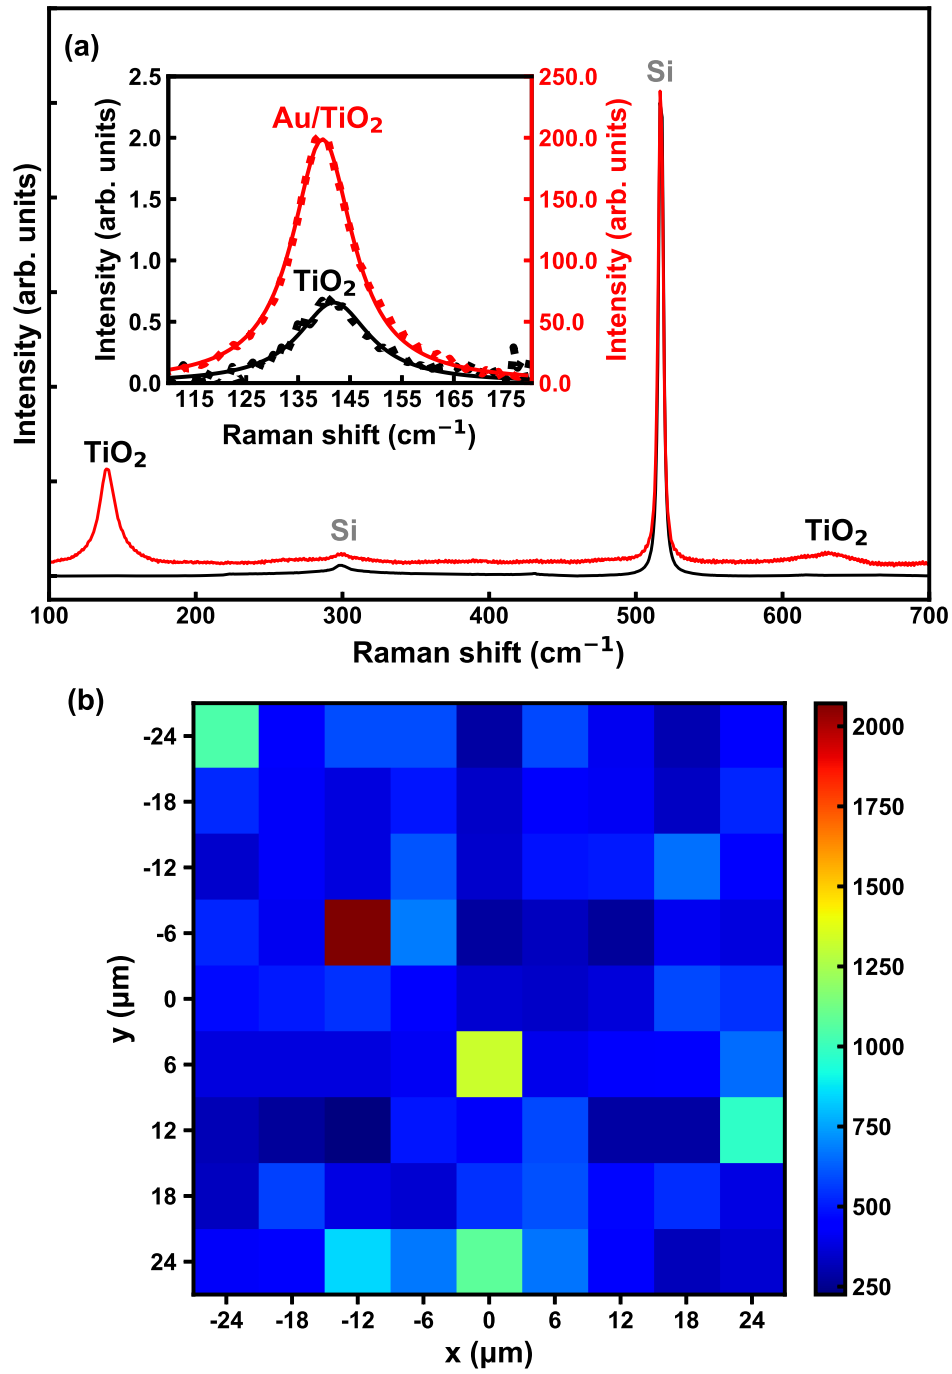 (a)
Si
2.5
250.0
Au/TiO₂
2.0
200.0
1.5
150.0
1.0
100.0
TiO₂
0.5
50.0
0.0
0.0
115 125 135 145 155 165 175
Raman shift (cm⁻¹)
Intensity (arb. units)
Intensity (arb. units)
Intensity (arb. units)
TiO₂
Si
TiO₂
100 200 300 400 500 600 700
Raman shift (cm⁻¹)
(b)
-24
-18
-12
-6
0
6
12
18
24
y (µm)
-24 -18 -12 -6 0 6 12 18 24
x (µm)
2000
1750
1500
1250
1000
750
500
250